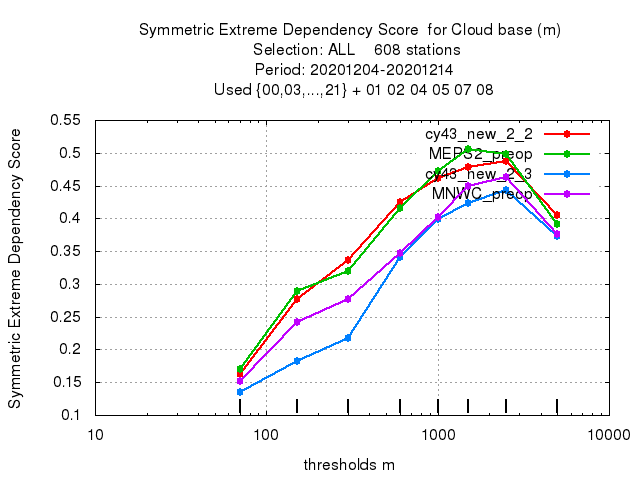 Symmetric Extreme Dependency Score for Cloud base (m)
Selection: ALL 608 stations
Period: 20201204-20201214
Used {00,03,...,21} + 01 02 04 05 07 08
Symmetric Extreme Dependency Score
0.55
0.5
0.45
0.4
0.35
0.3
0.25
0.2
0.15
0.1
cy43_new_2_2
MEPS2_preop
cy43_new_2_3
MNWC_preop
10
100
1000
10000
thresholds m